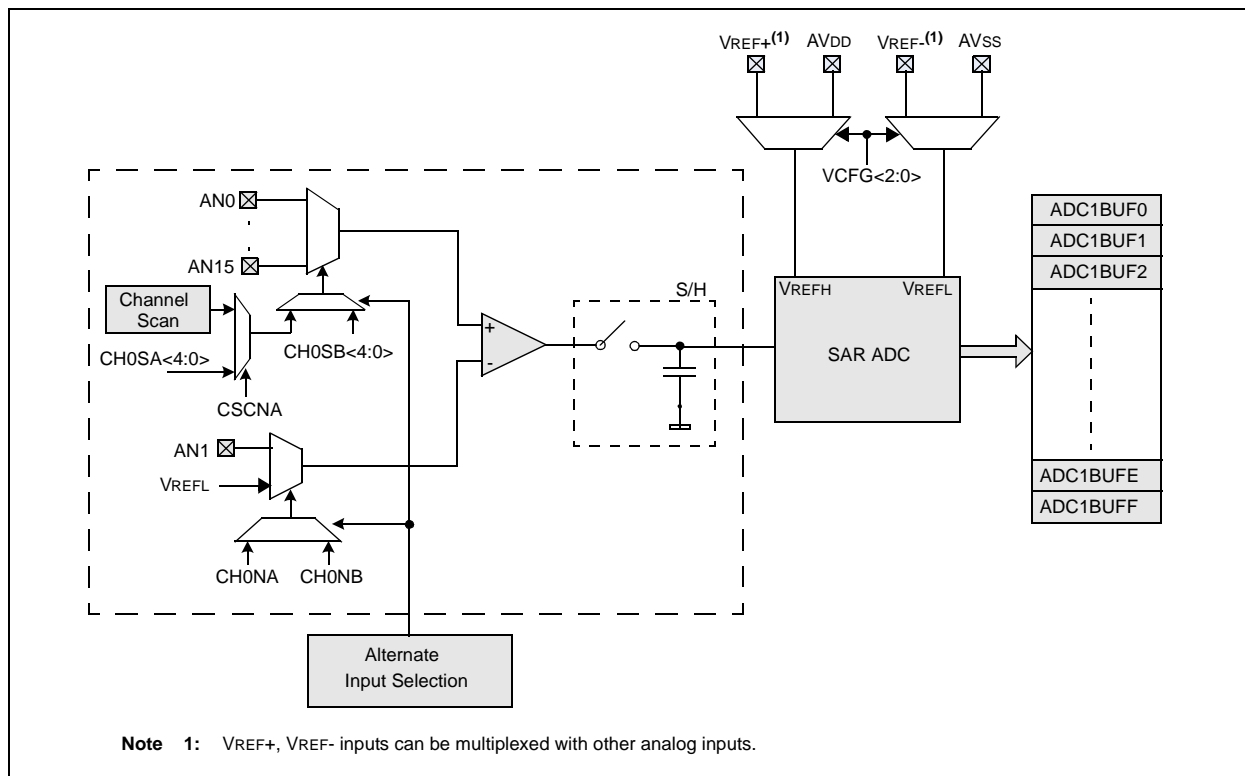 VREF+(1) AVDD VREF-(1) AVSS
VCFG<2:0>
AN0
AN15
Channel
Scan
CH0SA<4:0>
CH0SB<4:0>
CSCNA
AN1
VREFL
CH0NA CH0NB
+
-
S/H
VREFH VREFL
SAR ADC
ADC1BUF0
ADC1BUF1
ADC1BUF2
ADC1BUFE
ADC1BUFF
Alternate
Input Selection
Note 1: VREF+, VREF- inputs can be multiplexed with other analog inputs.